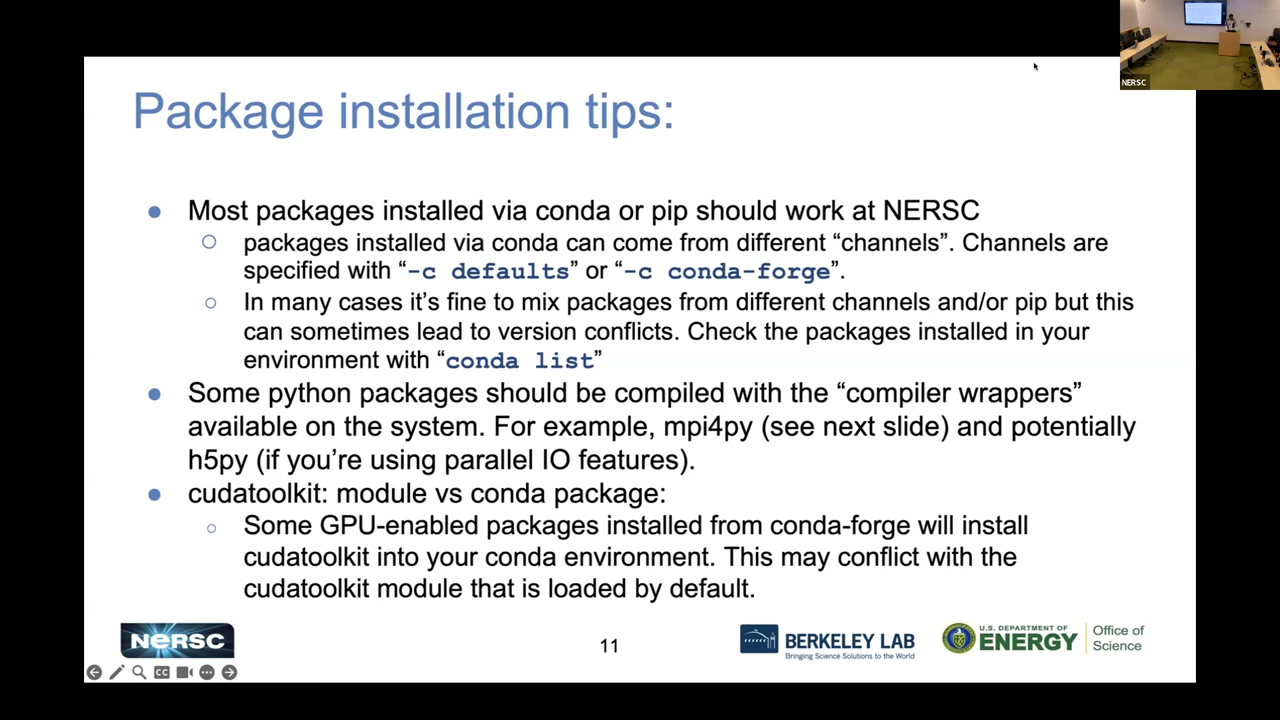 NERSC
Package installation tips:
● Most packages installed via conda or pip should work at NERSC
○ packages installed via conda can come from different “channels”. Channels are
specified with “-c defaults” or “-c conda-forge”.
○ In many cases it’s fine to mix packages from different channels and/or pip but this
can sometimes lead to version conflicts. Check the packages installed in your
environment with “conda list”
● Some python packages should be compiled with the “compiler wrappers”
available on the system. For example, mpi4py (see next slide) and potentially
h5py (if you’re using parallel IO features).
● cudatoolkit: module vs conda package:
○ Some GPU-enabled packages installed from conda-forge will install
cudatoolkit into your conda environment. This may conflict with the
cudatoolkit module that is loaded by default.
NERSC
11
BERKELEY LAB
Bringing Science Solutions to the World
U.S. DEPARTMENT OF
ENERGY
Office of
Science
CC